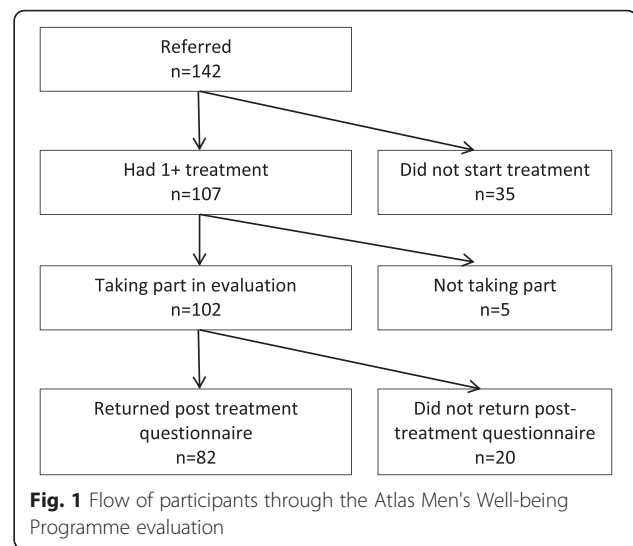 Referred
n=142
Had 1+ treatment
n=107
Did not start treatment
n=35
Taking part in evaluation
n=102
Not taking part
n=5
Returned post treatment
questionnaire
n=82
Did not return post-
treatment questionnaire
n=20
Fig. 1 Flow of participants through the Atlas Men's Well-being
Programme evaluation